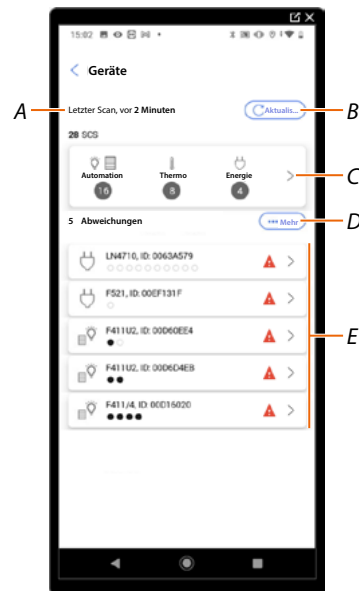 15:02
Geräte
A
Letzter Scan, vor 2 Minuten
Aktualis...
B
28 SCS
Automation Thermo Energie
16 8 4
C
5 Abweichungen
Mehr
D
LN4710, ID: 0063A579
F521, ID: 00EF131F
F411U2, ID: 00D60EE4
E
F411U2, ID: 00D6D4EB
F411/4, ID: 00D16020